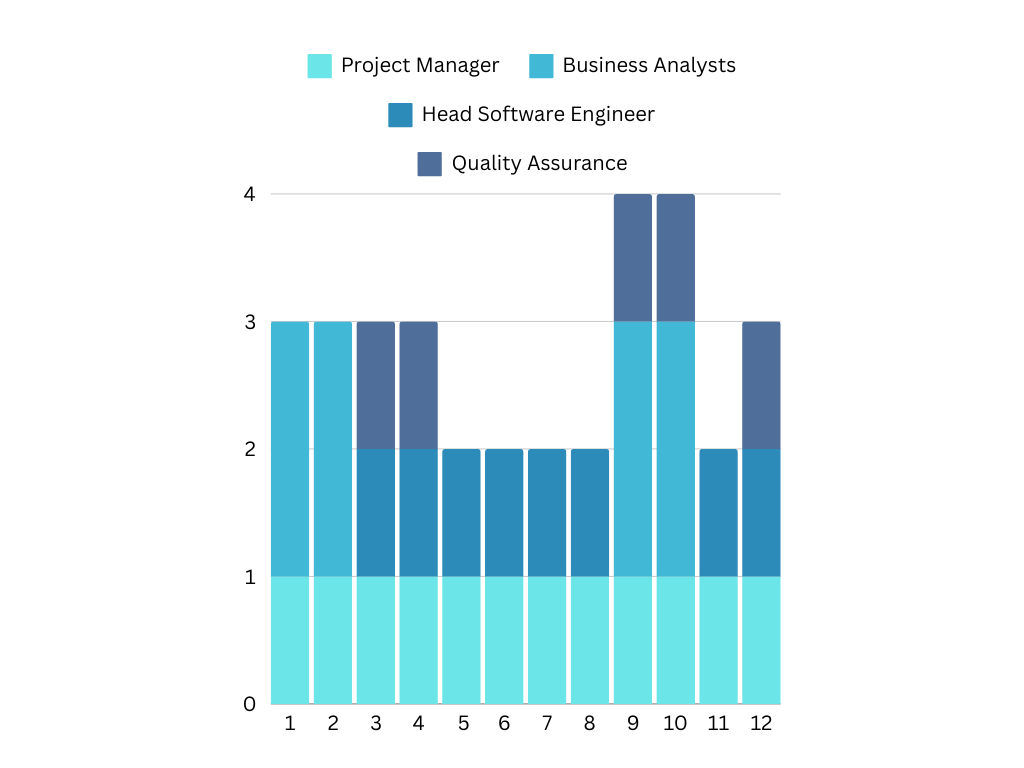 Project Manager Business Analysts
Head Software Engineer
Quality Assurance
4
3
2
1
0
1 2 3 4 5 6 7 8 9 10 11 12